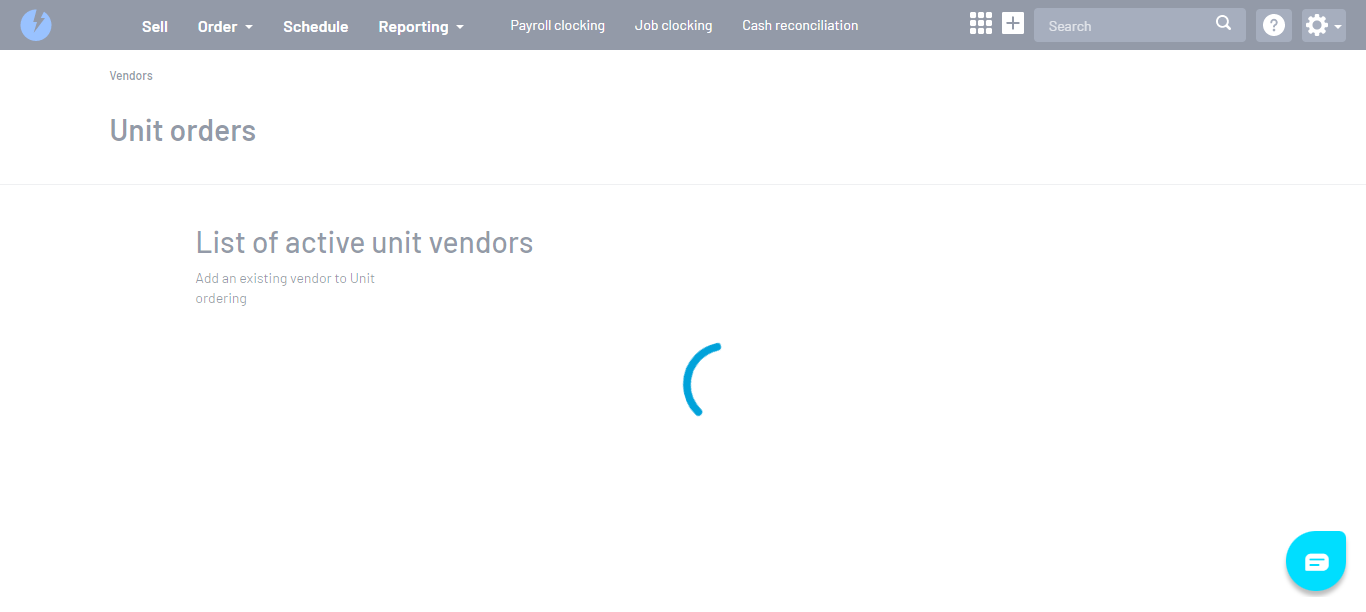 Sell Order Schedule Reporting Payroll clocking Job clocking Cash reconciliation Search
Vendors
Unit orders
List of active unit vendors
Add an existing vendor to Unit
ordering